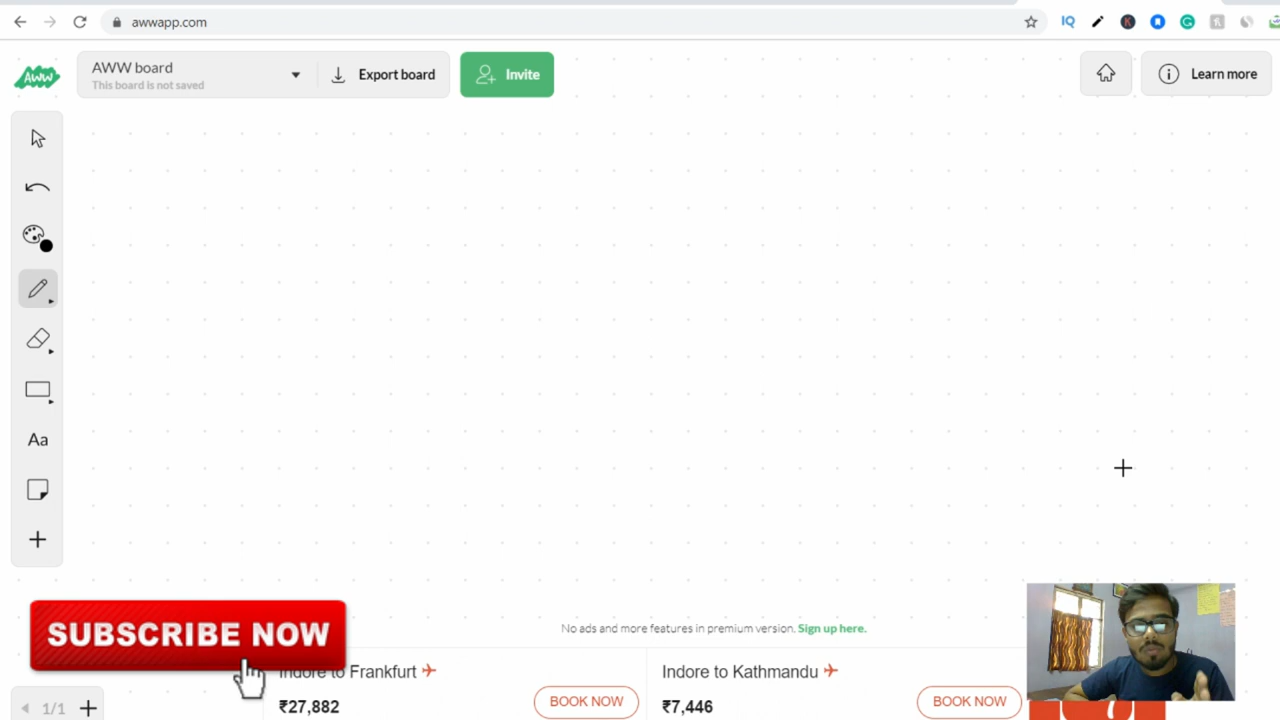 awwapp.com
IQ
AWW
AWW board
This board is not saved
Export board
Invite
Learn more
Aa
SUBSCRIBE NOW
No ads and more features in premium version. Sign up here.
Indore to Frankfurt
₹27,882
BOOK NOW
Indore to Kathmandu
₹7,446
BOOK NOW
1/1